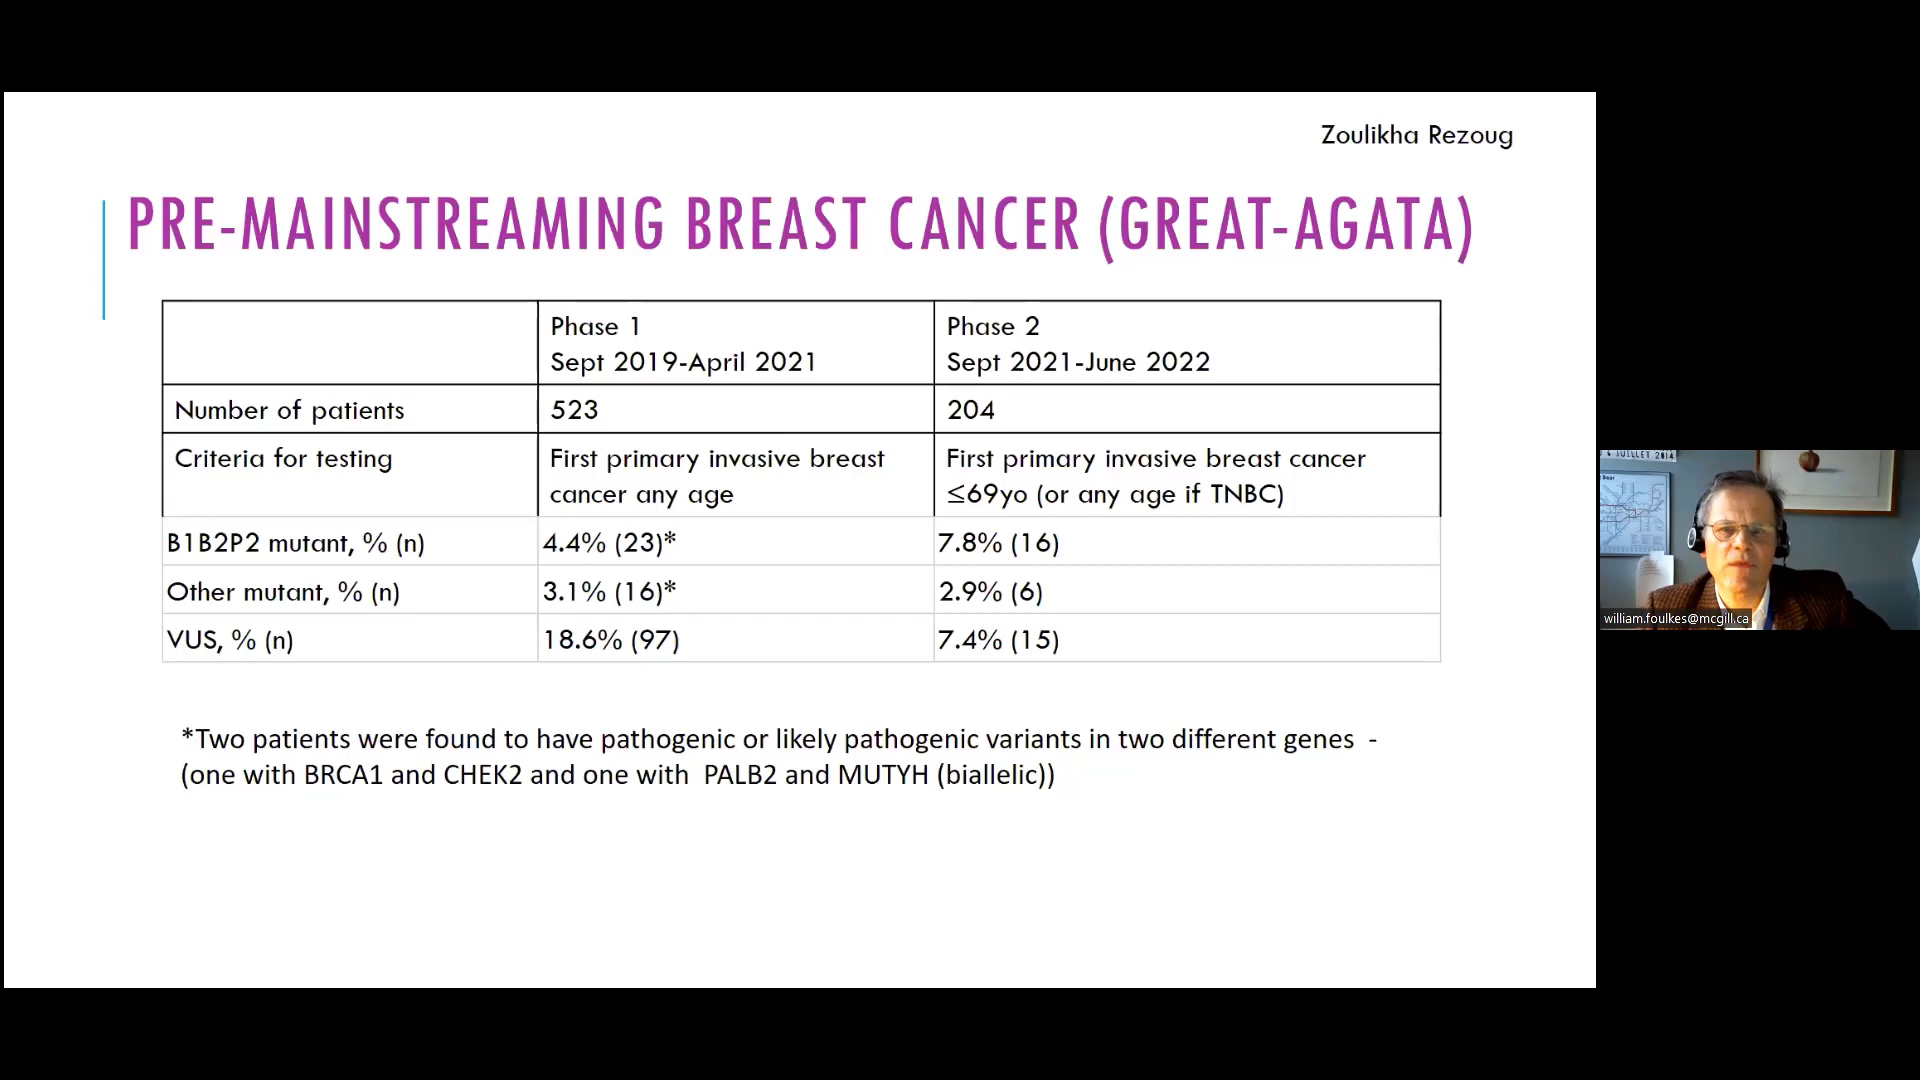 Zoulikha Rezoug
PRE-MAINSTREAMING BREAST CANCER (GREAT-AGATA)
Phase 1
Sept 2019-April 2021
Phase 2
Sept 2021-June 2022
Number of patients
523
204
Criteria for testing
First primary invasive breast
cancer any age
First primary invasive breast cancer
≤69yo (or any age if TNBC)
B1B2P2 mutant, % (n)
4.4% (23)*
7.8% (16)
Other mutant, % (n)
3.1% (16)*
2.9% (6)
VUS, % (n)
18.6% (97)
7.4% (15)
*Two patients were found to have pathogenic or likely pathogenic variants in two different genes -
(one with BRCA1 and CHEK2 and one with PALB2 and MUTYH (biallelic))
JUILLET 2014
william.foulkes@mcgill.ca